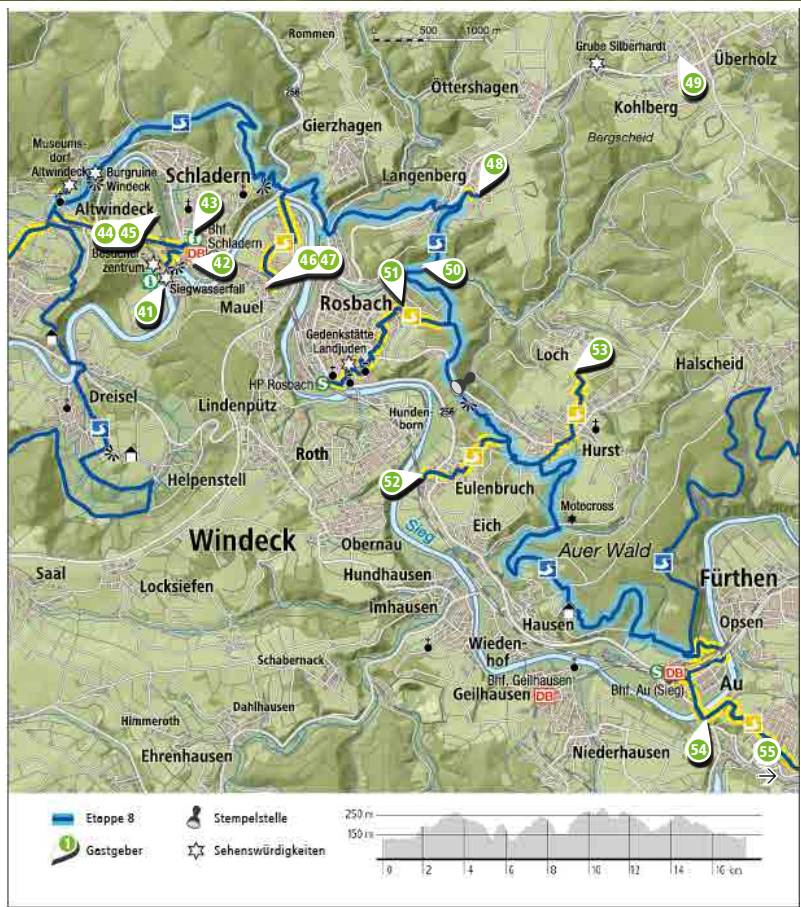 Rommen
500
1000 m
Grube Silberhardt
Überholz
49
Öttershagen
258
Kohlberg
Gierzhagen
Bergscheid
Museums-
dorf
Altwindeck
Burgruine
Windeck
Schladern
Langenberg
48
Altwindeck
43
44 45
Bhf.
Schladern
DB
42
Besucher-
zentrum
Siegwasserfall
41
46 47
Mauel
51
50
Rosbach
Gedenkstätte
Landjuden
Loch
53
Halscheid
S
HP Rosbach
Dreisel
Lindenpütz
Hunden-
born
258
Roth
Hurst
Helpenstell
52
Eulenbruch
Sieg
Eich
Motocross
Windeck
Obernau
Auer Wald
Saal
Locksiefen
Hundhausen
Fürthen
Imhausen
Hausen
Opsen
Wieden-
hof
Schabernack
Bhf. Geilhausen
S
DB
Bhf. Au (Sieg)
Au
Geilhausen
DB
Dahlhausen
Himmeroth
Ehrenhausen
Niederhausen
54
55
Etappe 8
Stempelstelle
1
Gastgeber
Sehenswürdigkeiten
250 m
150 m
0 2 4 6 8 10 12 14 16 km